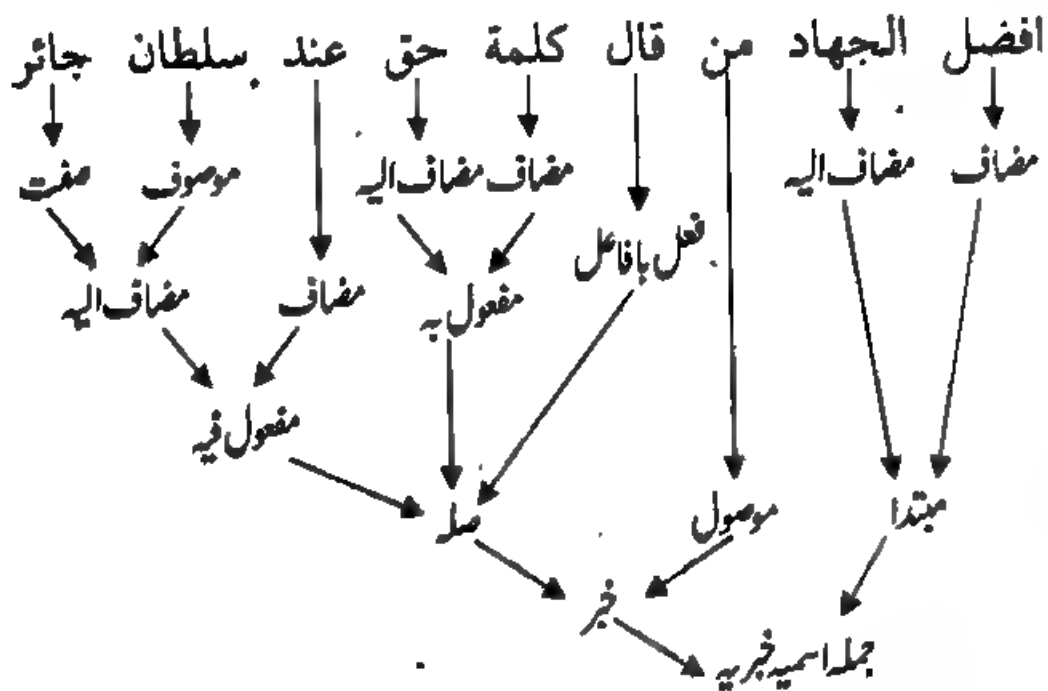 افضل الجهاد من قال كلمة حق عند سلطان جائر
مضاف مضاف الیہ مضاف مضاف الیہ موصوف صفت
فعل بافاعل
مفعول بہ مضاف مضاف الیہ
مفعول فیہ
مبتدا موصول صلہ
خبر
جملہ اسمیہ خبریہ